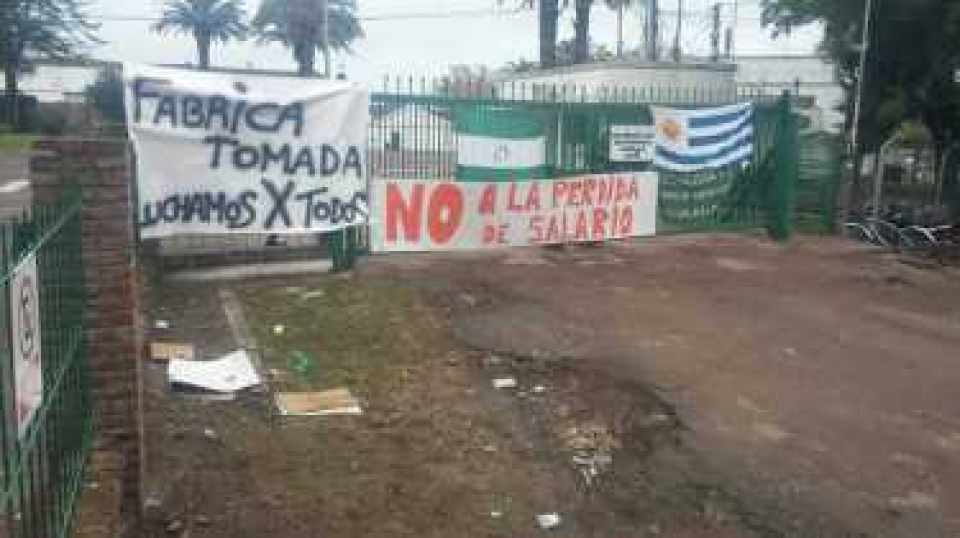 FABRICA
TOMADA
LUCHAMOS X TODOS
NO A LA PERDIDA
DE SALARIO